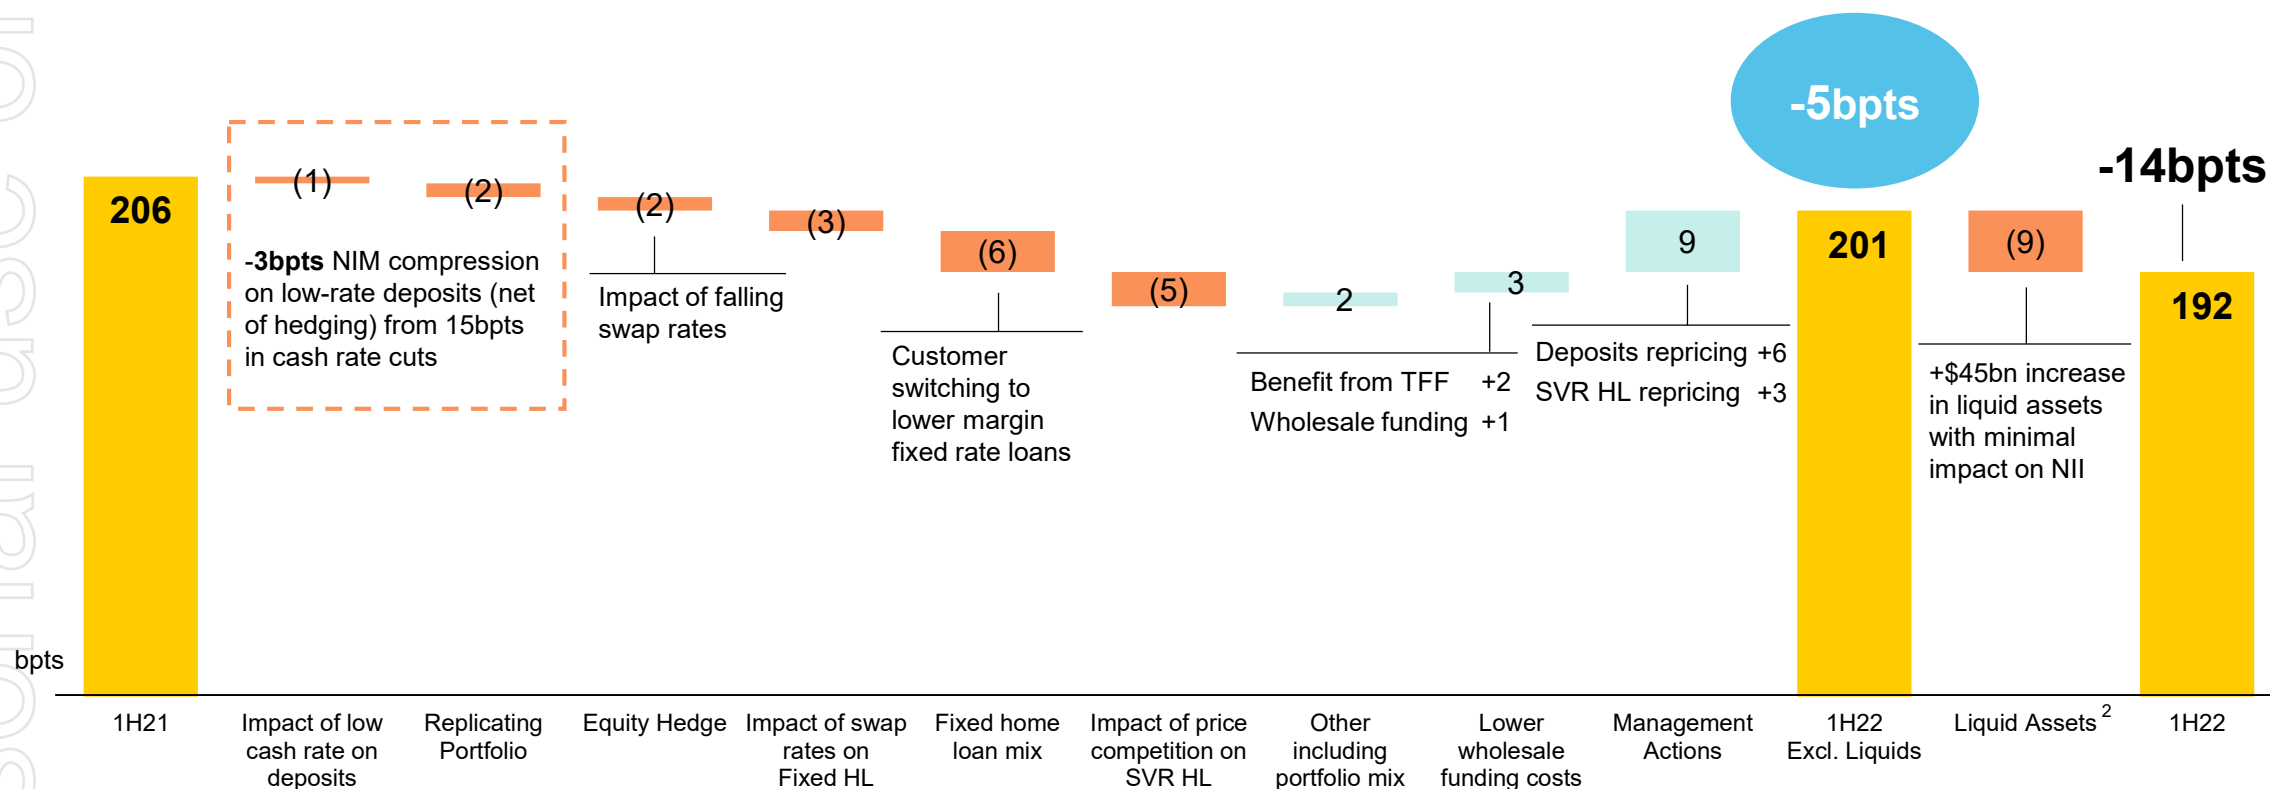 -5bpts
-14bpts
206
(1)
(2)
(2)
(3)
(6)
(5)
2
3
9
201
(9)
192
-3bpts NIM compression
on low-rate deposits (net
of hedging) from 15bpts
in cash rate cuts
Impact of falling
swap rates
Customer
switching to
lower margin
fixed rate loans
Benefit from TFF +2
Wholesale funding +1
Deposits repricing +6
SVR HL repricing +3
+$45bn increase
in liquid assets
with minimal
impact on NII
bpts
1H21
Impact of low
cash rate on
deposits
Replicating
Portfolio
Equity Hedge
Impact of swap
rates on
Fixed HL
Fixed home
loan mix
Impact of price
competition on
SVR HL
Other
including
portfolio mix
Lower
wholesale
funding costs
Management
Actions
1H22
Excl. Liquids
Liquid Assets 2
1H22